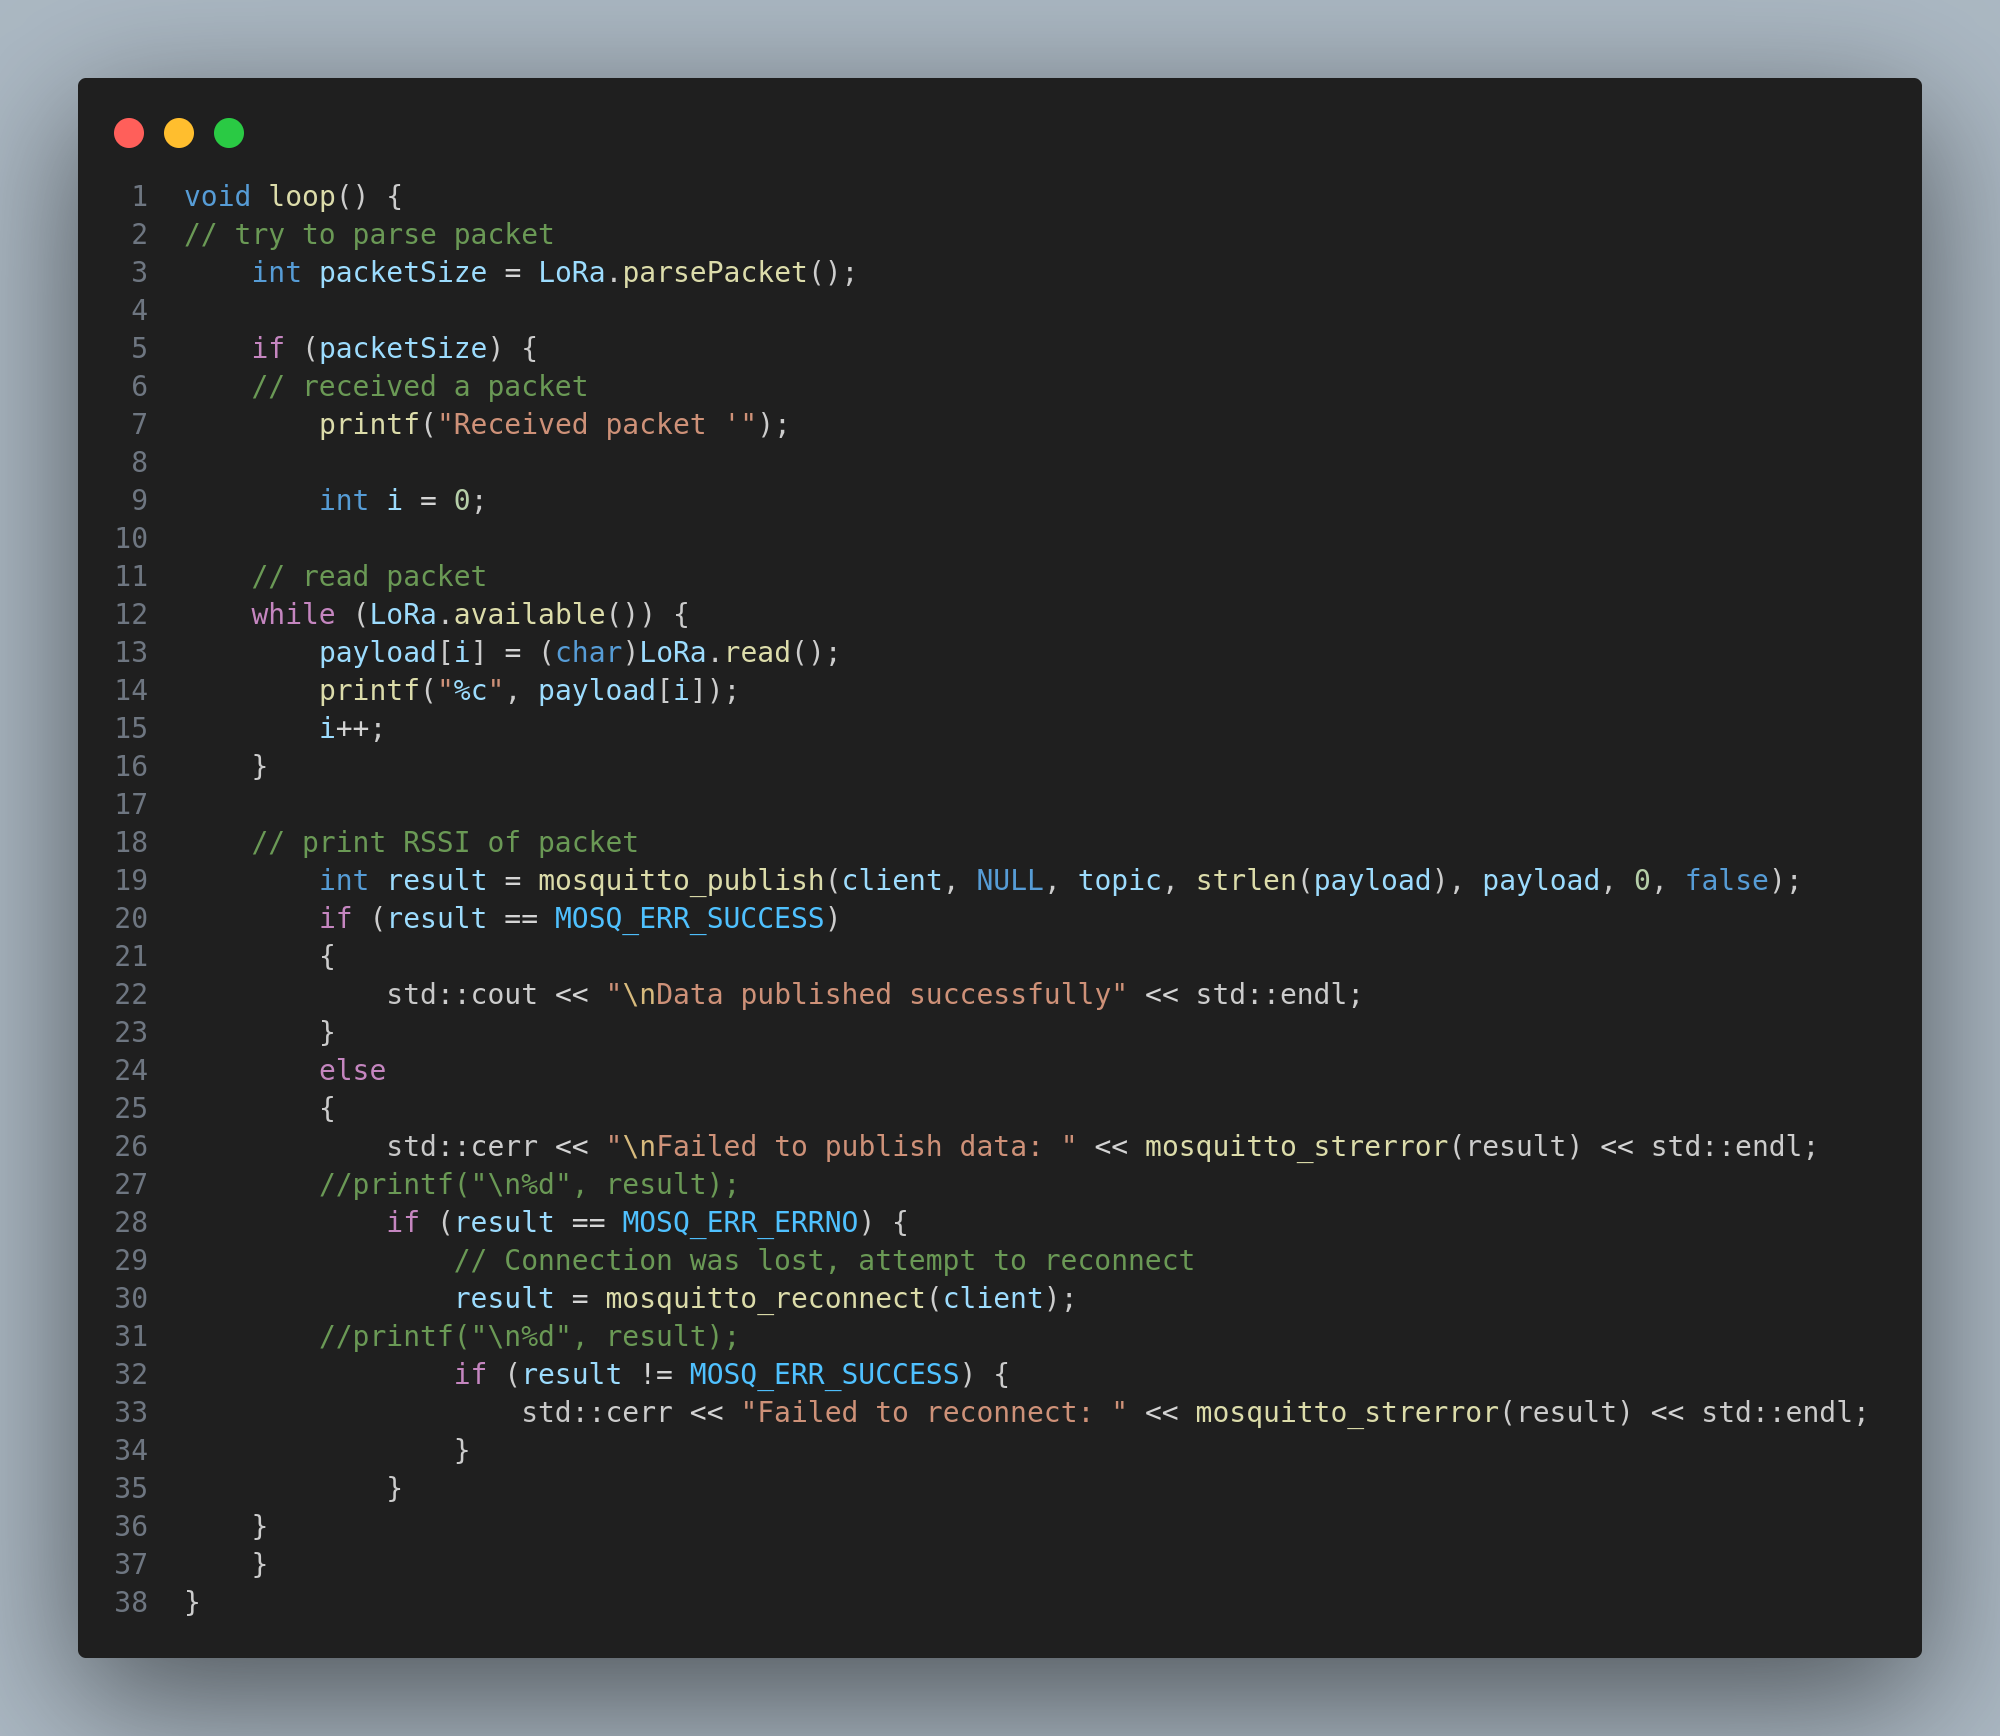 1 void loop() {
2 // try to parse packet
3     int packetSize = LoRa.parsePacket();
4
5     if (packetSize) {
6     // received a packet
7         printf("Received packet '");
8
9         int i = 0;
10
11     // read packet
12     while (LoRa.available()) {
13         payload[i] = (char)LoRa.read();
14         printf("%c", payload[i]);
15         i++;
16     }
17
18     // print RSSI of packet
19         int result = mosquitto_publish(client, NULL, topic, strlen(payload), payload, 0, false);
20         if (result == MOSQ_ERR_SUCCESS)
21         {
22             std::cout << "\nData published successfully" << std::endl;
23         }
24         else
25         {
26             std::cerr << "\nFailed to publish data: " << mosquitto_strerror(result) << std::endl;
27         //printf("\n%d", result);
28             if (result == MOSQ_ERR_ERRNO) {
29                 // Connection was lost, attempt to reconnect
30                 result = mosquitto_reconnect(client);
31         //printf("\n%d", result);
32                 if (result != MOSQ_ERR_SUCCESS) {
33                     std::cerr << "Failed to reconnect: " << mosquitto_strerror(result) << std::endl;
34                 }
35             }
36     }
37     }
38 }